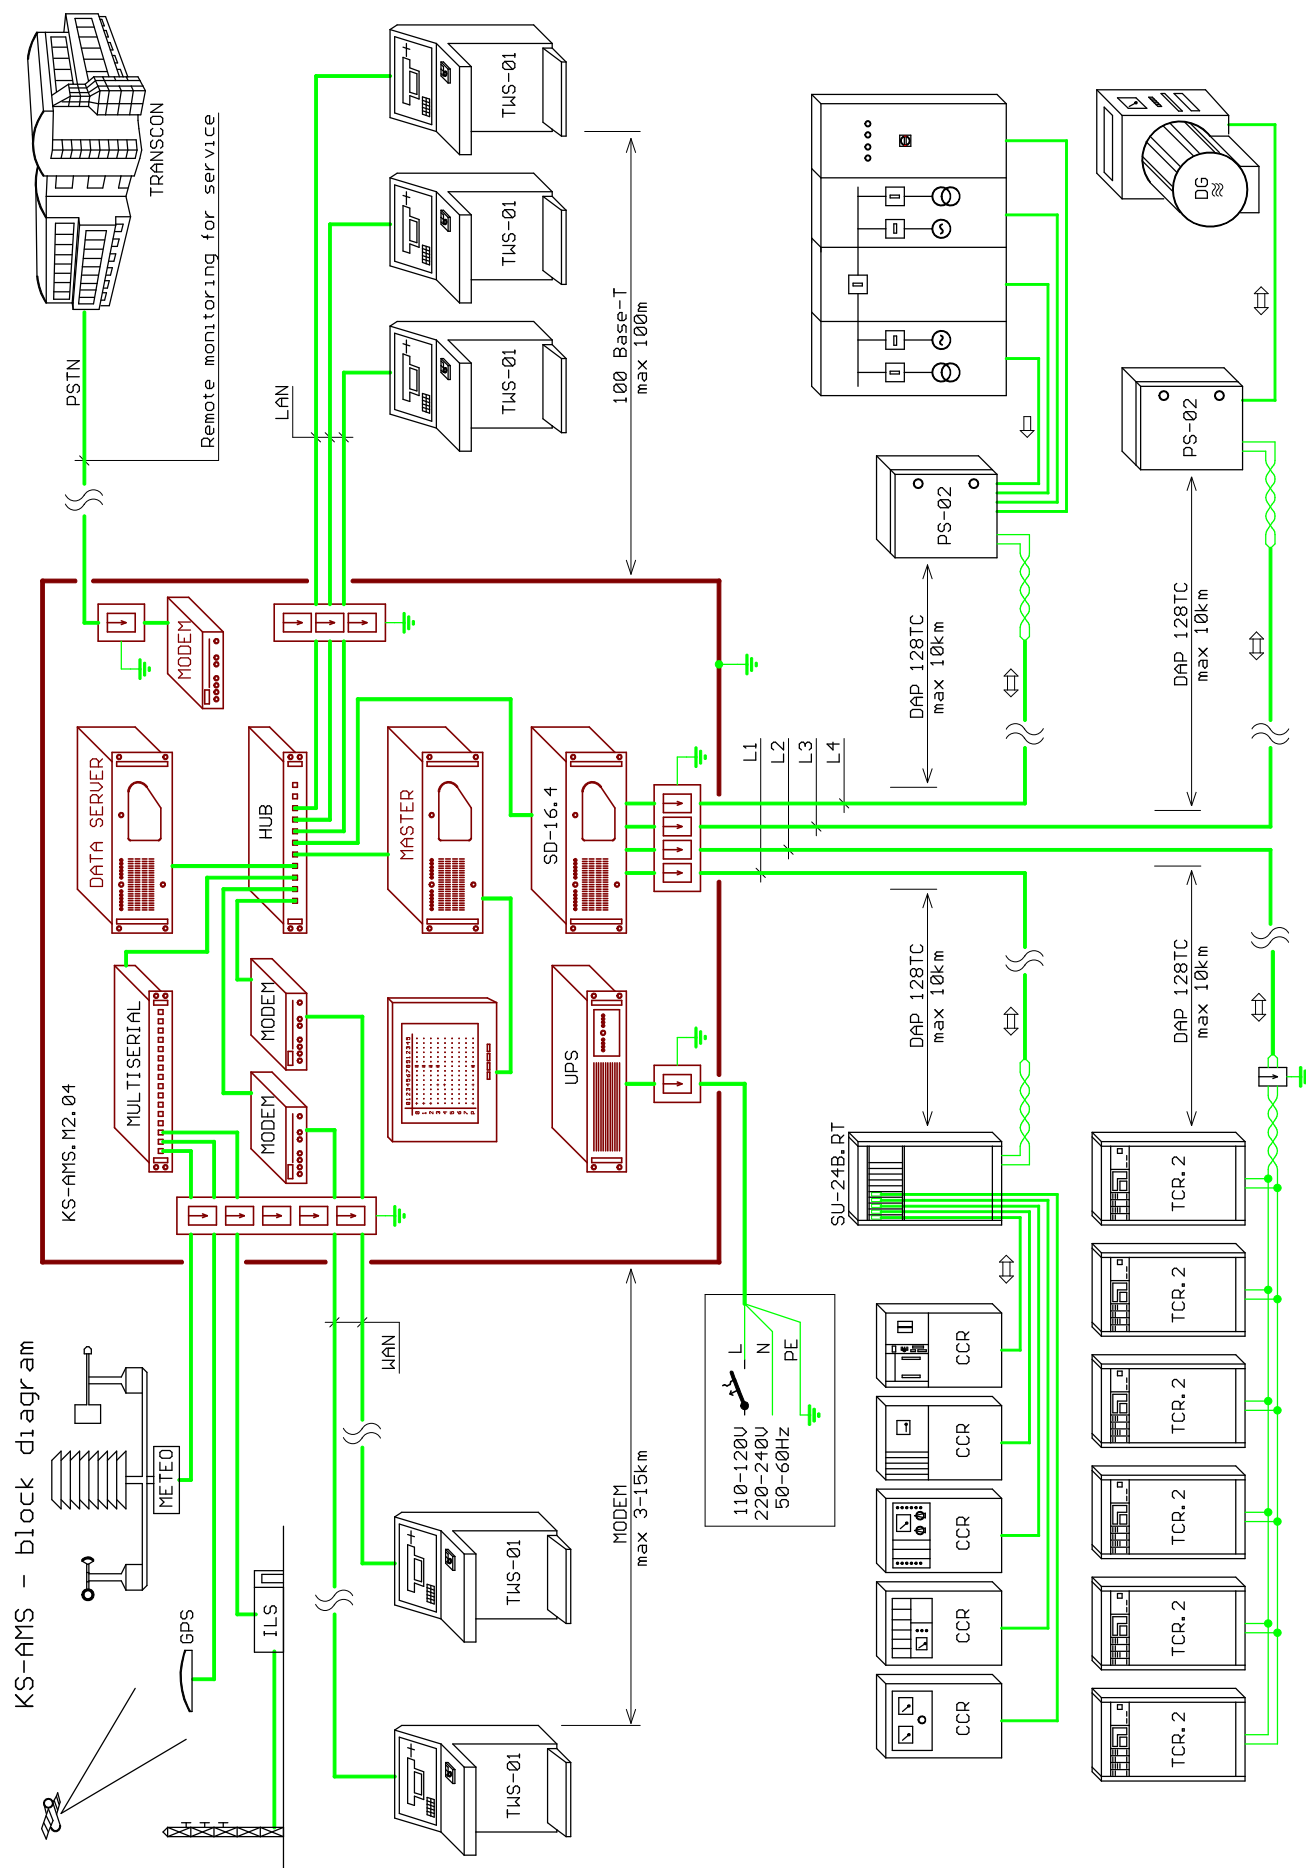 KS-AMS - block diagram
GPS
METEO
ILS
TWS-01
TWS-01
MODEM
max 3-15km
WAN
KS-AMS.M2.04
MULTISERIAL
MODEM
MODEM
UPS
DATA SERVER
HUB
MASTER
SD-16.4
MODEM
PSTN
TRANSCON
Remote monitoring for service
LAN
TWS-01
TWS-01
TWS-01
100 Base-T
max 100m
L1
L2
L3
L4
110-120V
220-240V
50-60Hz
L
N
PE
SU-24B.RT
CCR
CCR
CCR
CCR
CCR
TCR.2
TCR.2
TCR.2
TCR.2
TCR.2
TCR.2
DAP 128TC
max 10km
DAP 128TC
max 10km
DAP 128TC
max 10km
DAP 128TC
max 10km
PS-02
PS-02
DG